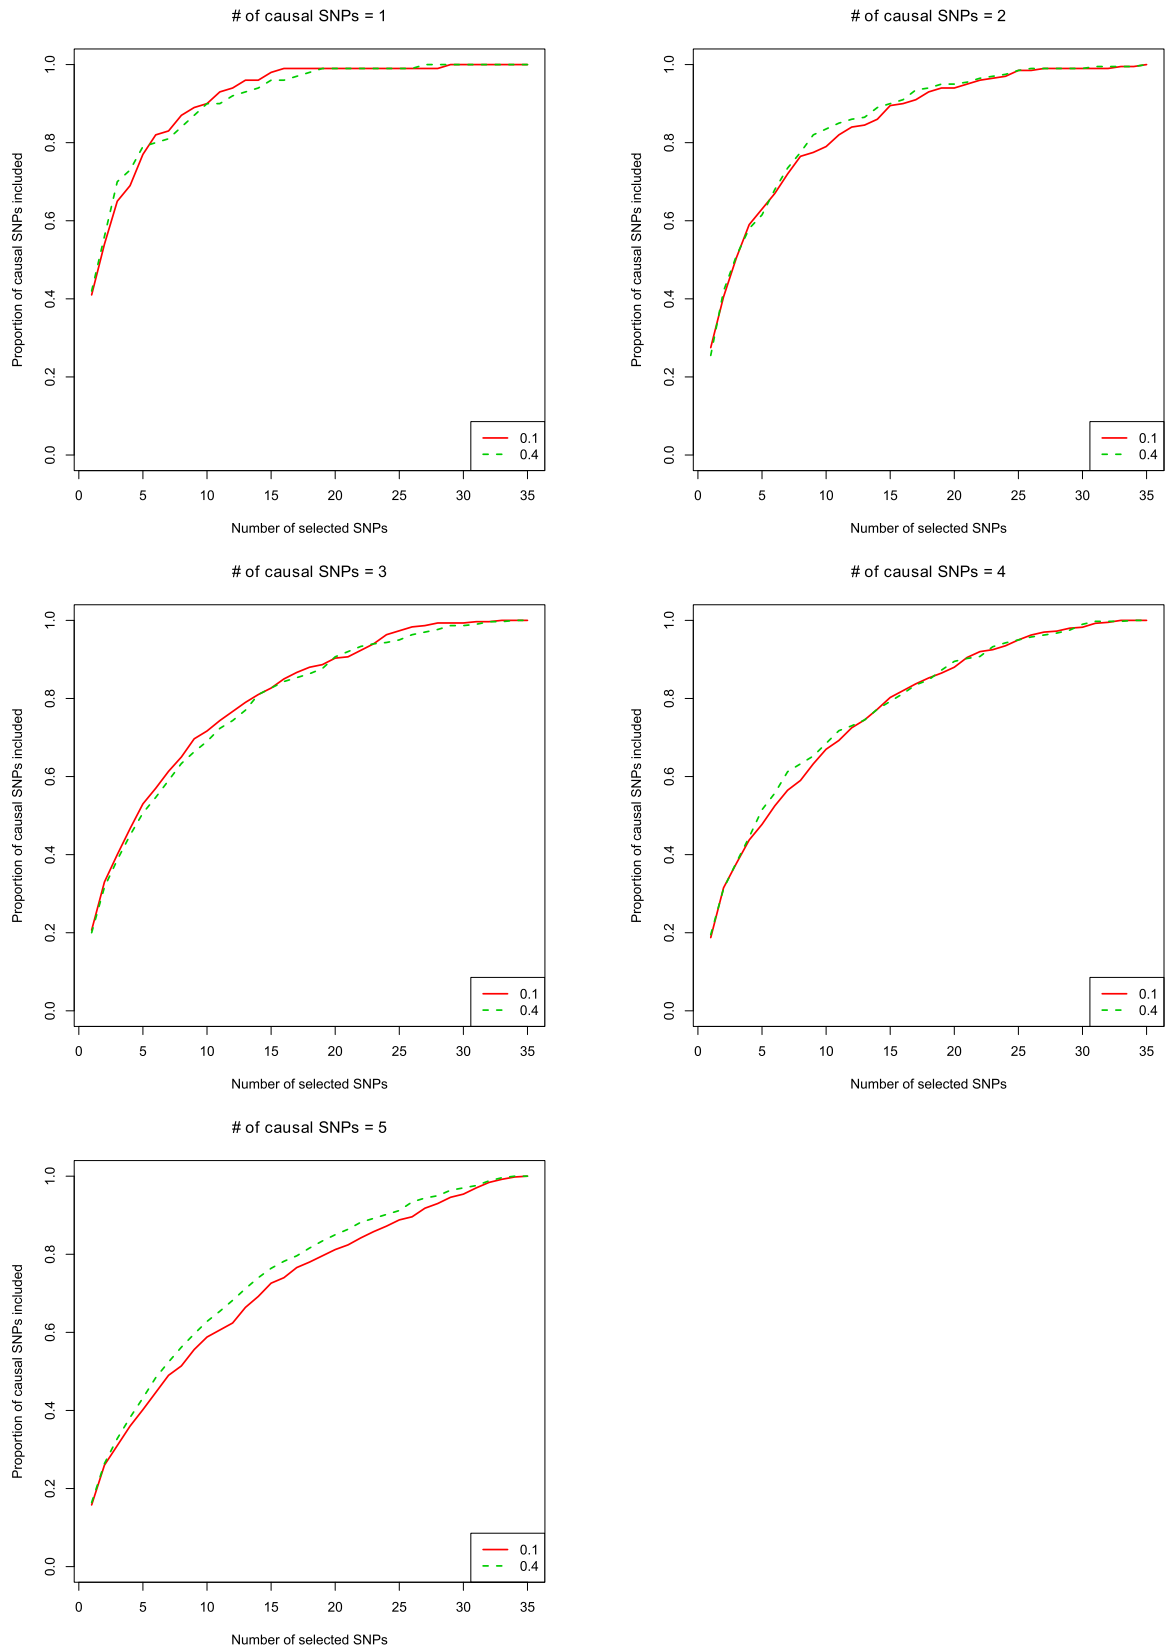 # of causal SNPs = 1
Proportion of causal SNPs included
1.0
0.8
0.6
0.4
0.2
0.0
0.1
0.4
0 5 10 15 20 25 30 35
Number of selected SNPs
# of causal SNPs = 2
Proportion of causal SNPs included
1.0
0.8
0.6
0.4
0.2
0.0
0.1
0.4
0 5 10 15 20 25 30 35
Number of selected SNPs
# of causal SNPs = 3
Proportion of causal SNPs included
1.0
0.8
0.6
0.4
0.2
0.0
0.1
0.4
0 5 10 15 20 25 30 35
Number of selected SNPs
# of causal SNPs = 4
Proportion of causal SNPs included
1.0
0.8
0.6
0.4
0.2
0.0
0.1
0.4
0 5 10 15 20 25 30 35
Number of selected SNPs
# of causal SNPs = 5
Proportion of causal SNPs included
1.0
0.8
0.6
0.4
0.2
0.0
0.1
0.4
0 5 10 15 20 25 30 35
Number of selected SNPs